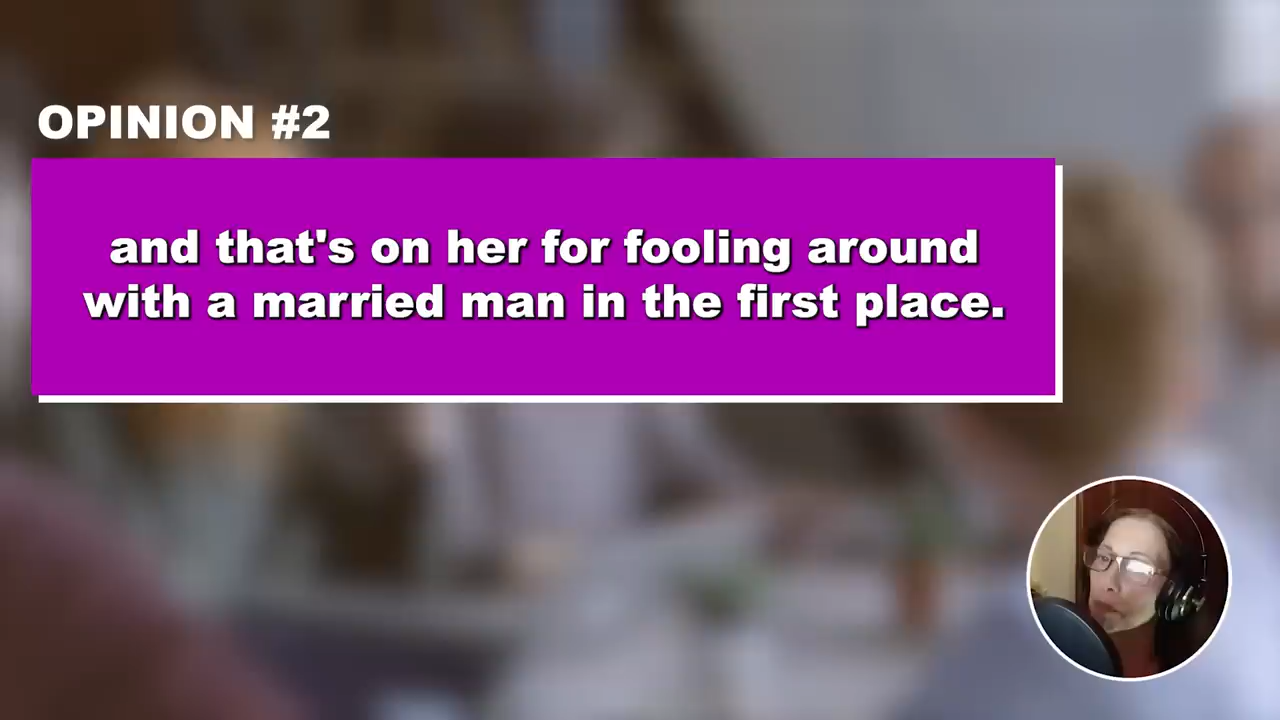 OPINION #2
and that's on her for fooling around
with a married man in the first place.